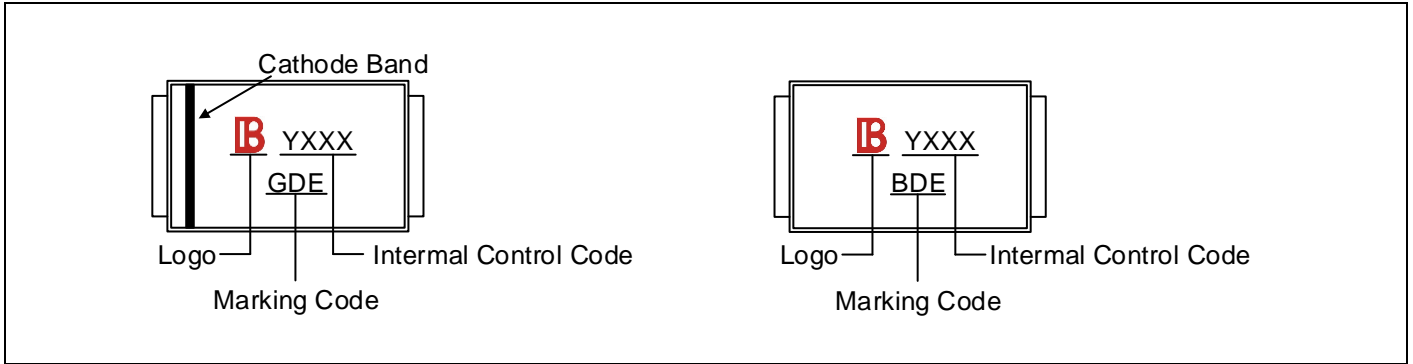 Cathode Band
B YXXX
GDE
Logo
Intermal Control Code
Marking Code
B YXXX
BDE
Logo
Intermal Control Code
Marking Code